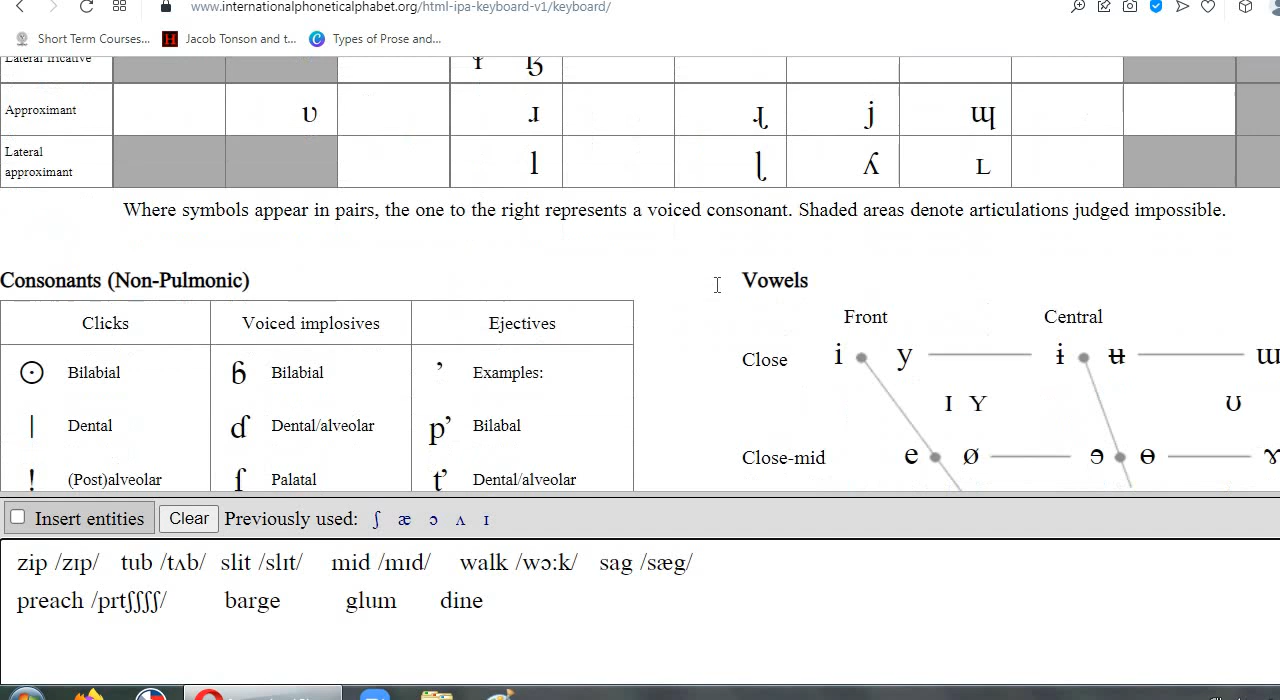 www.internationalphoneticalphabet.org/html-ipa-keyboard-v1/keyboard/
Short Term Courses... Jacob Tonson and t... Types of Prose and...
Lateral fricative ɮ
Approximant ʋ ɹ ɻ j ɰ
Lateral approximant l ɭ ʎ ʟ
Where symbols appear in pairs, the one to the right represents a voiced consonant. Shaded areas denote articulations judged impossible.
Consonants (Non-Pulmonic)
Clicks Voiced implosives Ejectives
ʘ Bilabial ɓ Bilabial ʼ Examples:
ǀ Dental ɗ Dental/alveolar pʼ Bilabal
ǃ (Post)alveolar ʄ Palatal tʼ Dental/alveolar
Vowels
Front Central
Close i y ɨ ʉ ɯ
ɪ ʏ ʊ
Close-mid e ø ɘ ɵ ɤ
Insert entities Clear Previously used: ʃ æ ɔ ʌ ɪ
zip /zɪp/ tub /tʌb/ slit /slɪt/ mid /mɪd/ walk /wɔ:k/ sag /sæg/
preach /prtʃʃʃʃ/ barge glum dine